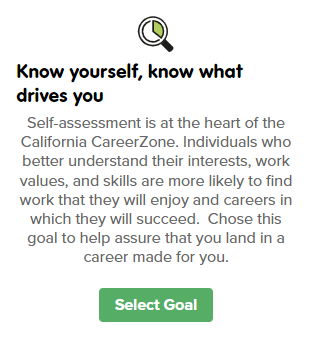 Know yourself, know what
drives you
Self-assessment is at the heart of the
California CareerZone. Individuals who
better understand their interests, work
values, and skills are more likely to find
work that they will enjoy and careers in
which they will succeed.  Chose this
goal to help assure that you land in a
career made for you.
Select Goal